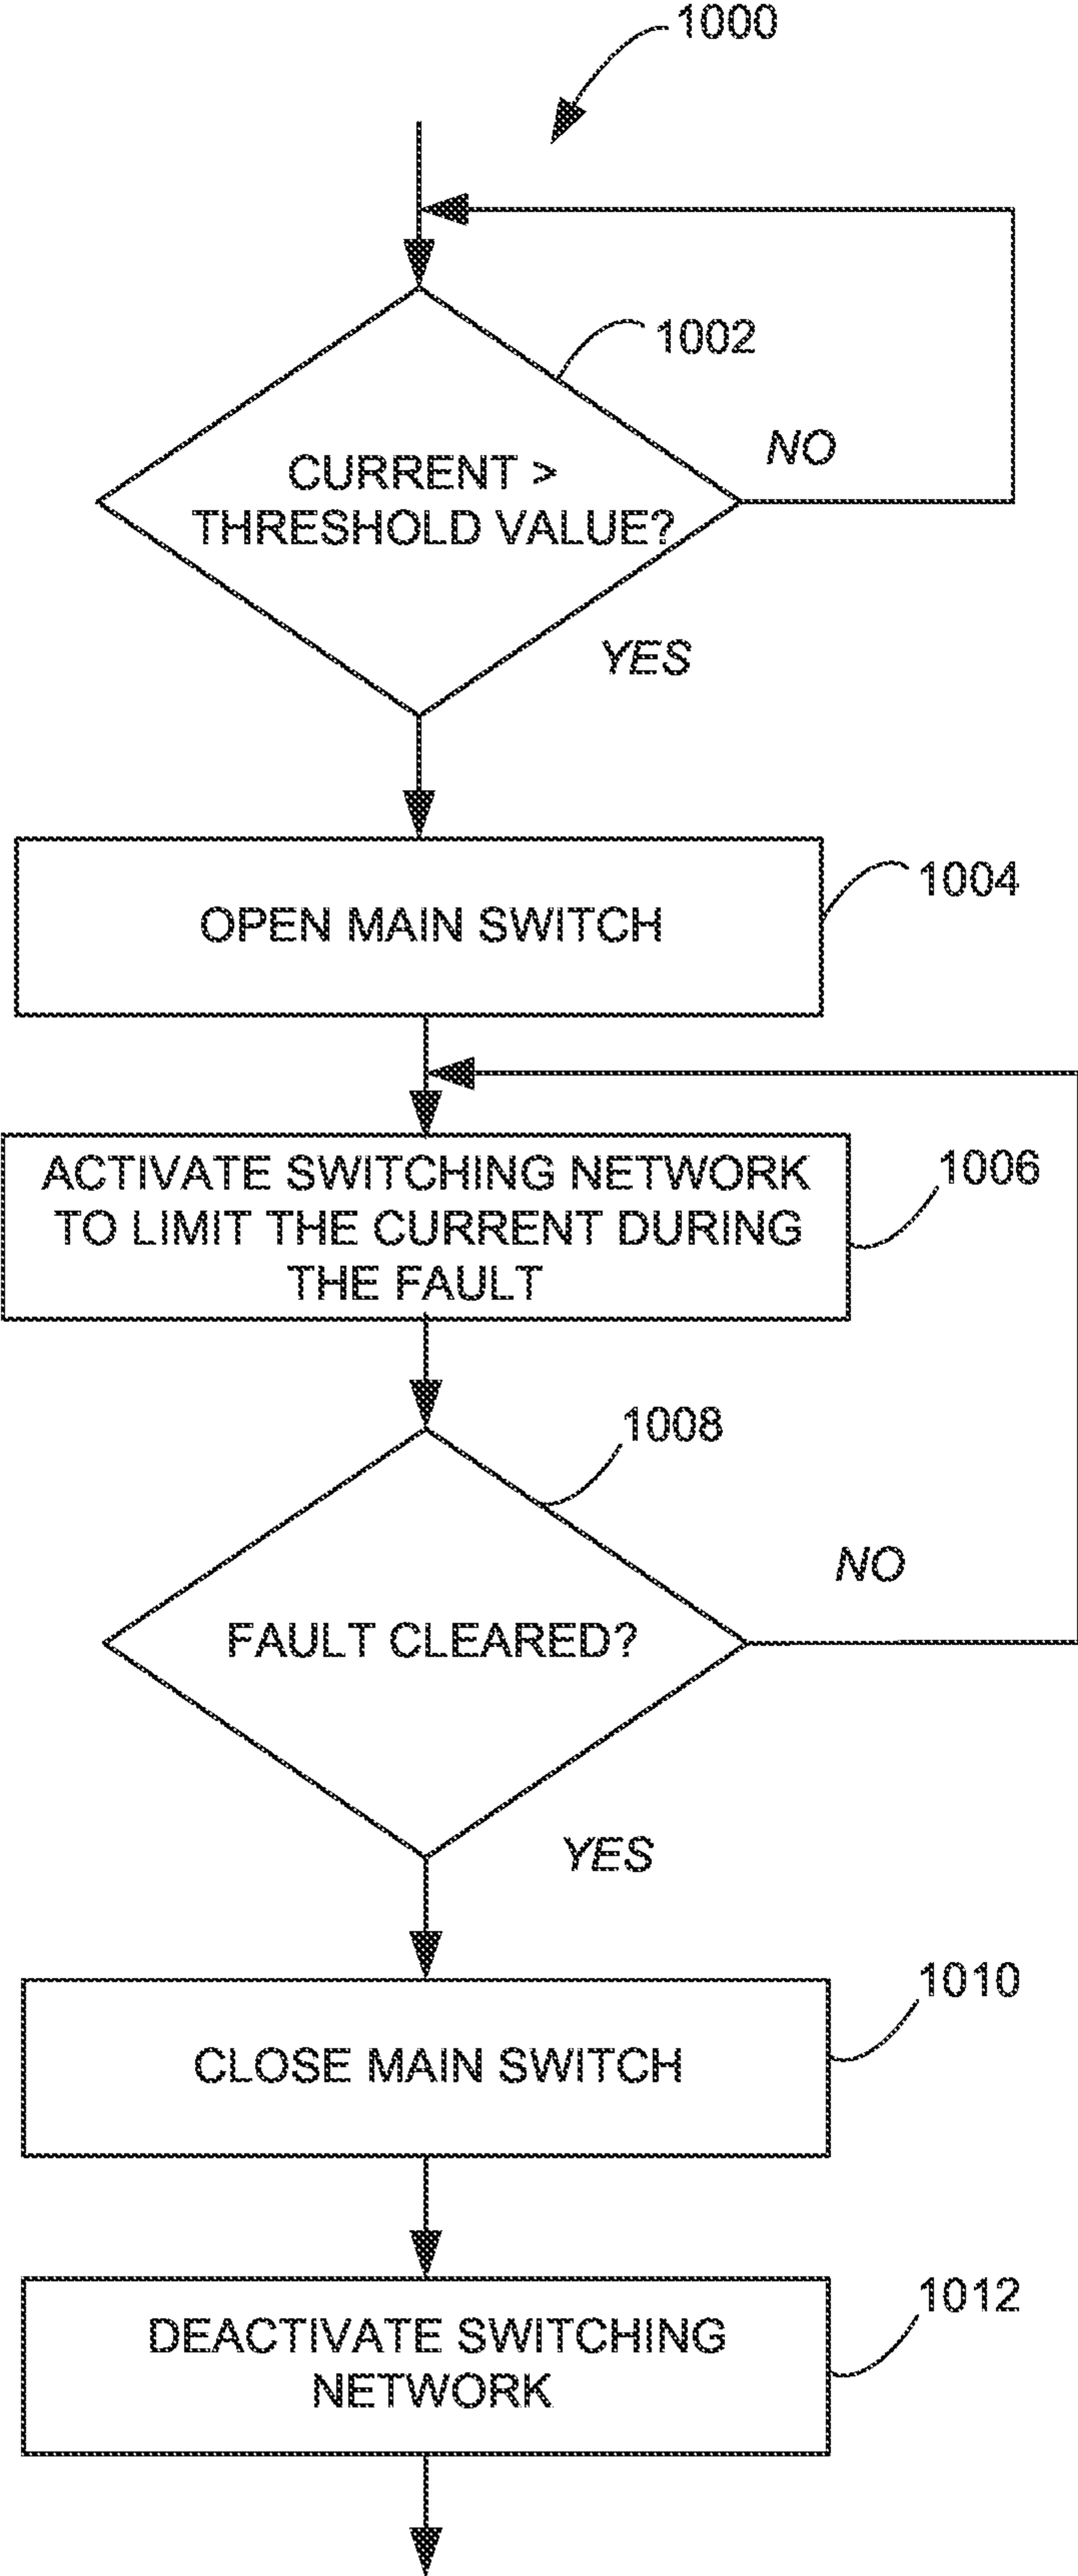 1000
1002
CURRENT >
THRESHOLD VALUE?
NO
YES
OPEN MAIN SWITCH
1004
ACTIVATE SWITCHING NETWORK
TO LIMIT THE CURRENT DURING
THE FAULT
1006
1008
FAULT CLEARED?
NO
YES
CLOSE MAIN SWITCH
1010
DEACTIVATE SWITCHING
NETWORK
1012